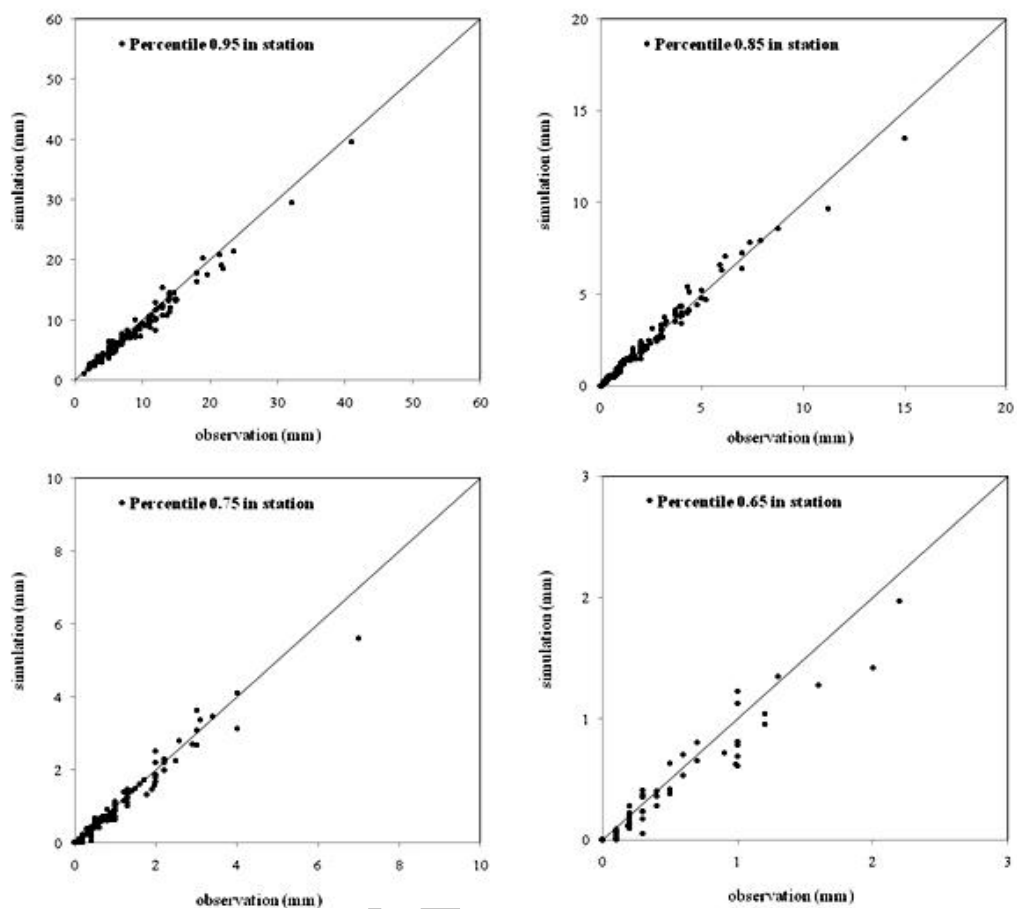 60
50
40
30
20
10
0
simulation (mm)
Percentile 0.95 in station
0 10 20 30 40 50 60
observation (mm)
20
15
10
5
0
simulation (mm)
Percentile 0.85 in station
0 5 10 15 20
observation (mm)
10
8
6
4
2
0
simulation (mm)
Percentile 0.75 in station
0 2 4 6 8 10
observation (mm)
3
2
1
0
simulation (mm)
Percentile 0.65 in station
0 1 2 3
observation (mm)